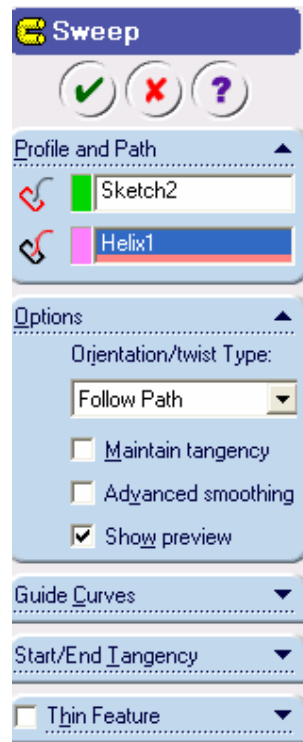 Sweep
?
Profile and Path
Sketch2
Helix1
Options
Orientation/twist Type:
Follow Path
Maintain tangency
Advanced smoothing
Show preview
Guide Curves
Start/End Tangency
Thin Feature